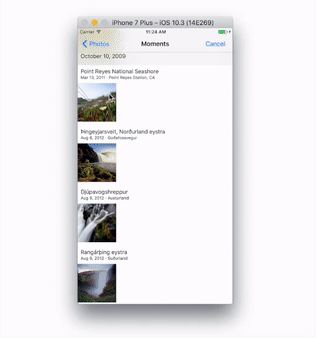 iPhone 7 Plus – iOS 10.3 (14E269)
Carrier 11:24 AM
Photos Moments Cancel
October 10, 2009
Point Reyes National Seashore
Mar 13, 2011 · Point Reyes Station, CA
Þingeyjarsveit, Norðurland eystra
Aug 8, 2012 · Goðafossvegur
Djúpavogshreppur
Aug 9, 2012 · Austurland
Rangárþing eystra
Aug 9, 2012 · Suðurland